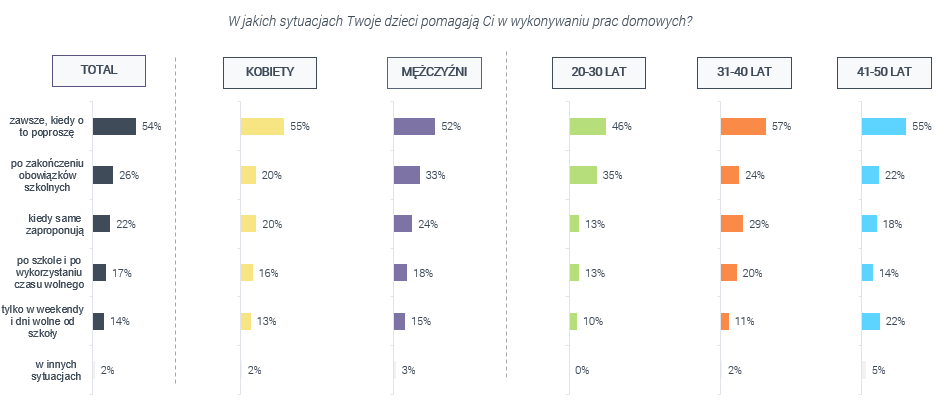 W jakich sytuacjach Twoje dzieci pomagają Ci w wykonywaniu prac domowych?
TOTAL KOBIETY MĘŻCZYŹNI 20-30 LAT 31-40 LAT 41-50 LAT
zawsze, kiedy o
to poproszę
54% 55% 52% 46% 57% 55%
po zakończeniu
obowiązków
szkolnych
26% 20% 33% 35% 24% 22%
kiedy same
zaproponują
22% 20% 24% 13% 29% 18%
po szkole i po
wykorzystaniu
czasu wolnego
17% 16% 18% 13% 20% 14%
tylko w weekendy
i dni wolne od
szkoły
14% 13% 15% 10% 11% 22%
w innych
sytuacjach
2% 2% 3% 0% 2% 5%